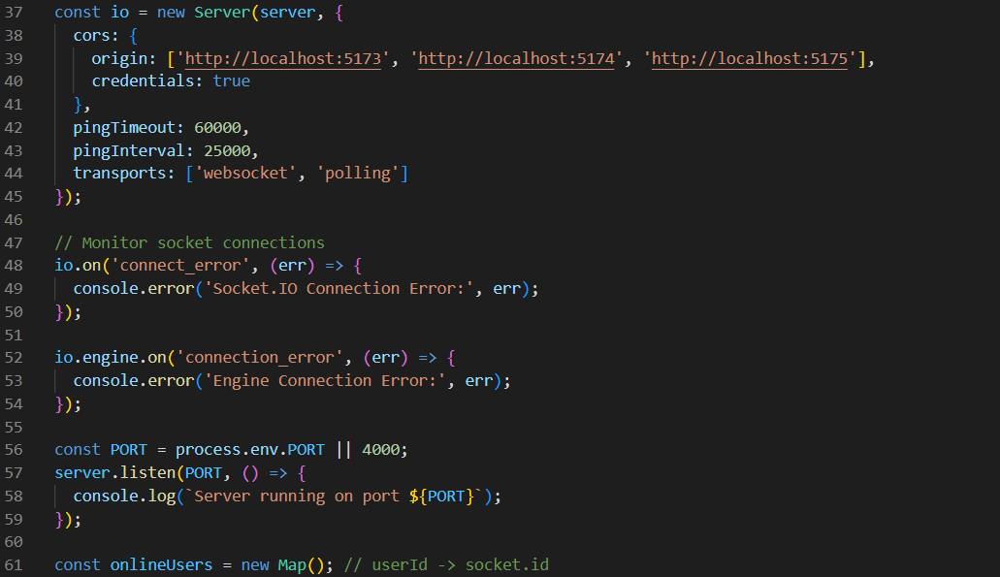 37 const io = new Server(server, {
38   cors: {
39     origin: ['http://localhost:5173', 'http://localhost:5174', 'http://localhost:5175'],
40     credentials: true
41   },
42   pingTimeout: 60000,
43   pingInterval: 25000,
44   transports: ['websocket', 'polling']
45 });
46
47 // Monitor socket connections
48 io.on('connect_error', (err) => {
49   console.error('Socket.IO Connection Error:', err);
50 });
51
52 io.engine.on('connection_error', (err) => {
53   console.error('Engine Connection Error:', err);
54 });
55
56 const PORT = process.env.PORT || 4000;
57 server.listen(PORT, () => {
58   console.log(`Server running on port ${PORT}`);
59 });
60
61 const onlineUsers = new Map(); // userId -> socket.id